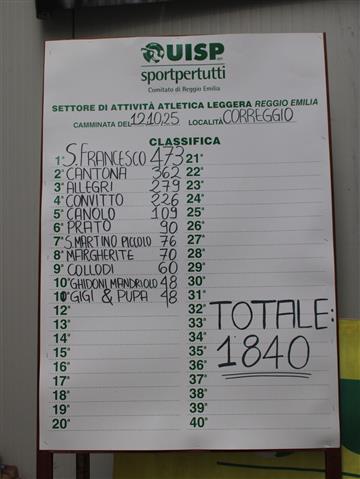 UISP
sportpertutti
Comitato di Reggio Emilia
SETTORE DI ATTIVITÀ ATLETICA LEGGERA REGGIO EMILIA
CAMMINATA DEL 12.10.25 LOCALITÀ CORREGGIO
CLASSIFICA
1° S. FRANCESCO 473 21°
2° CANTONA 362 22°
3° ALLEGRI 279 23°
4° CONVITTO 226 24°
5° CANOLO 109 25°
6° PRATO 90 26°
7° S. MARTINO PICCOLO 76 27°
8° MARGHERITE 70 28°
9° COLLODI 60 29°
10° GHIDONI MANDRIOLO 48 30°
10° GIGI & PUPA 48 31°
12° 32°
13° 33°
14° 34°
15° 35°
16° 36°
17° 37°
18° 38°
19° 39°
20° 40°
TOTALE:
1840